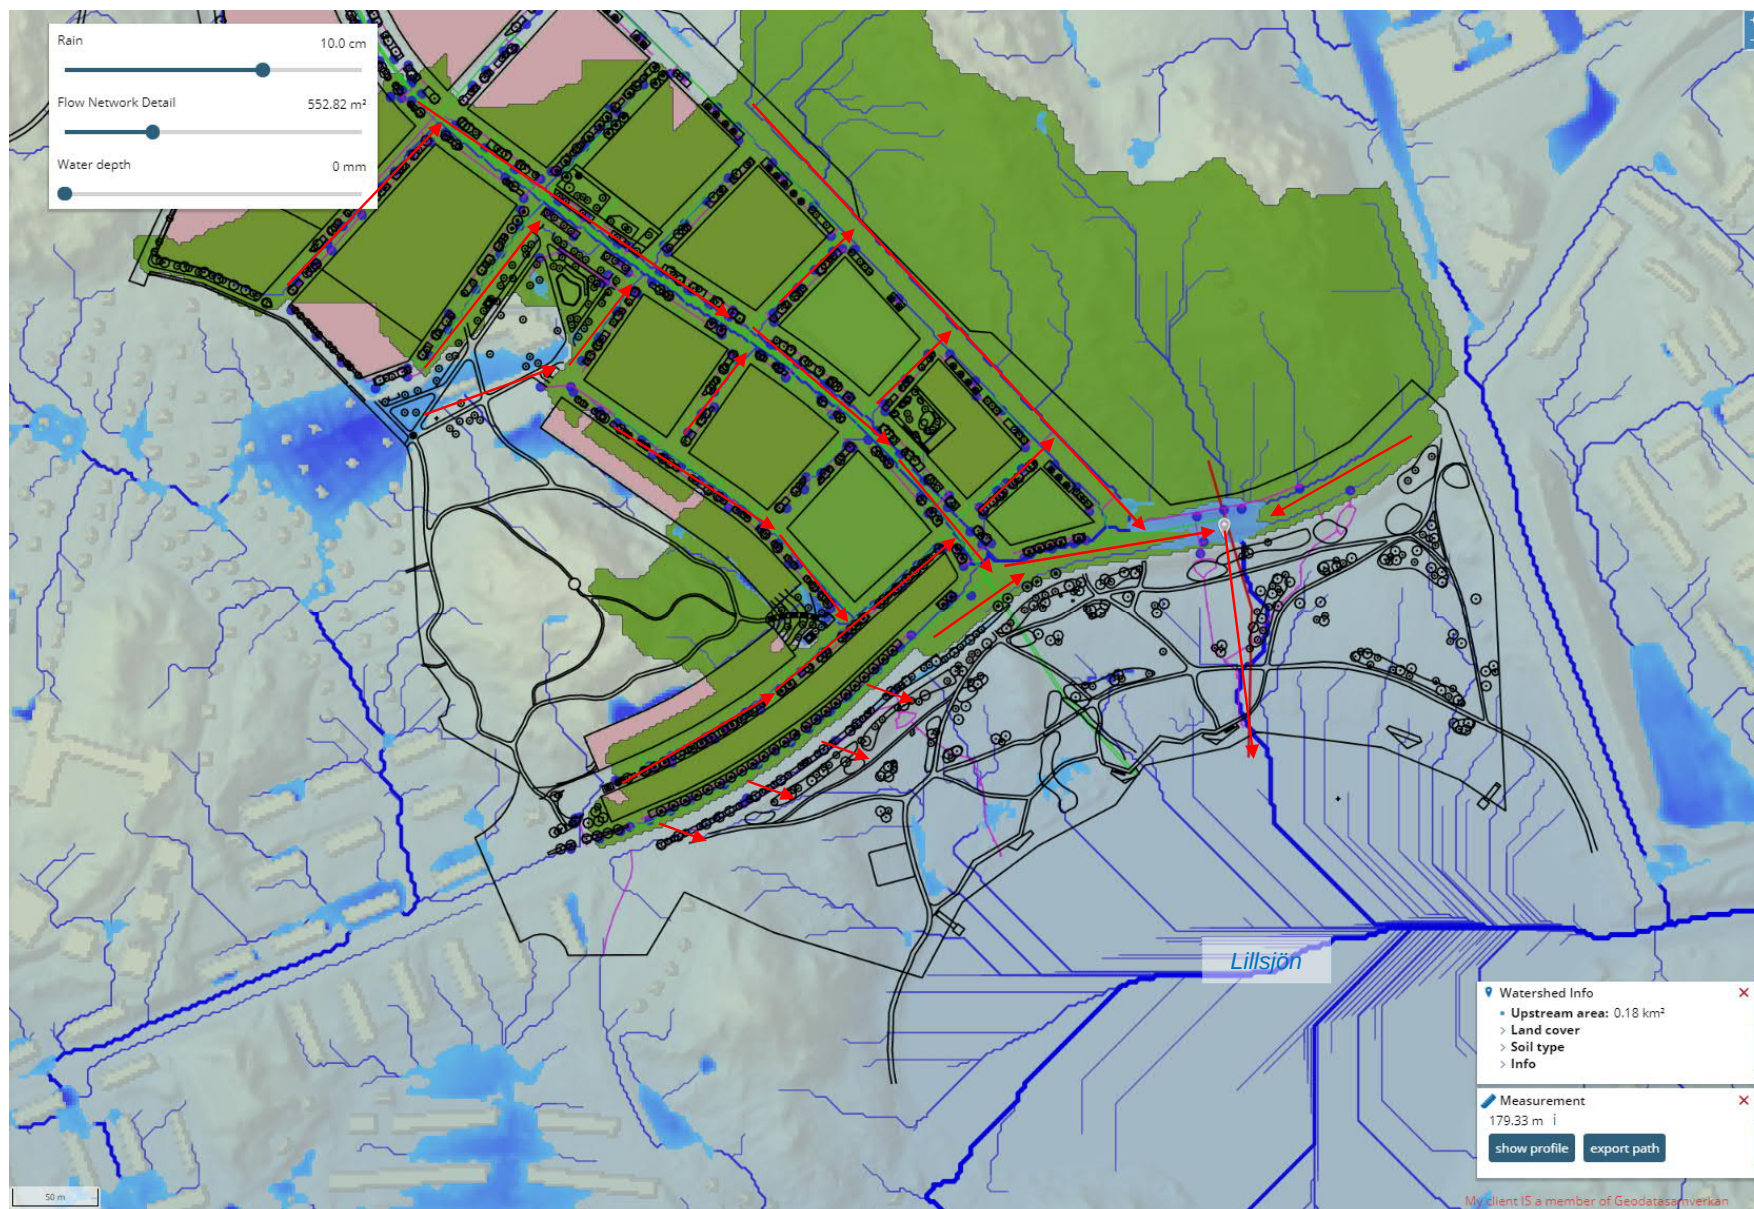 Rain 10.0 cm
Flow Network Detail 552.82 m²
Water depth 0 mm
Lillsjön
Watershed Info
Upstream area: 0.18 km²
Land cover
Soil type
Info
Measurement
179.33 m i
show profile export path
50 m
My client IS a member of Geodatasamverkan